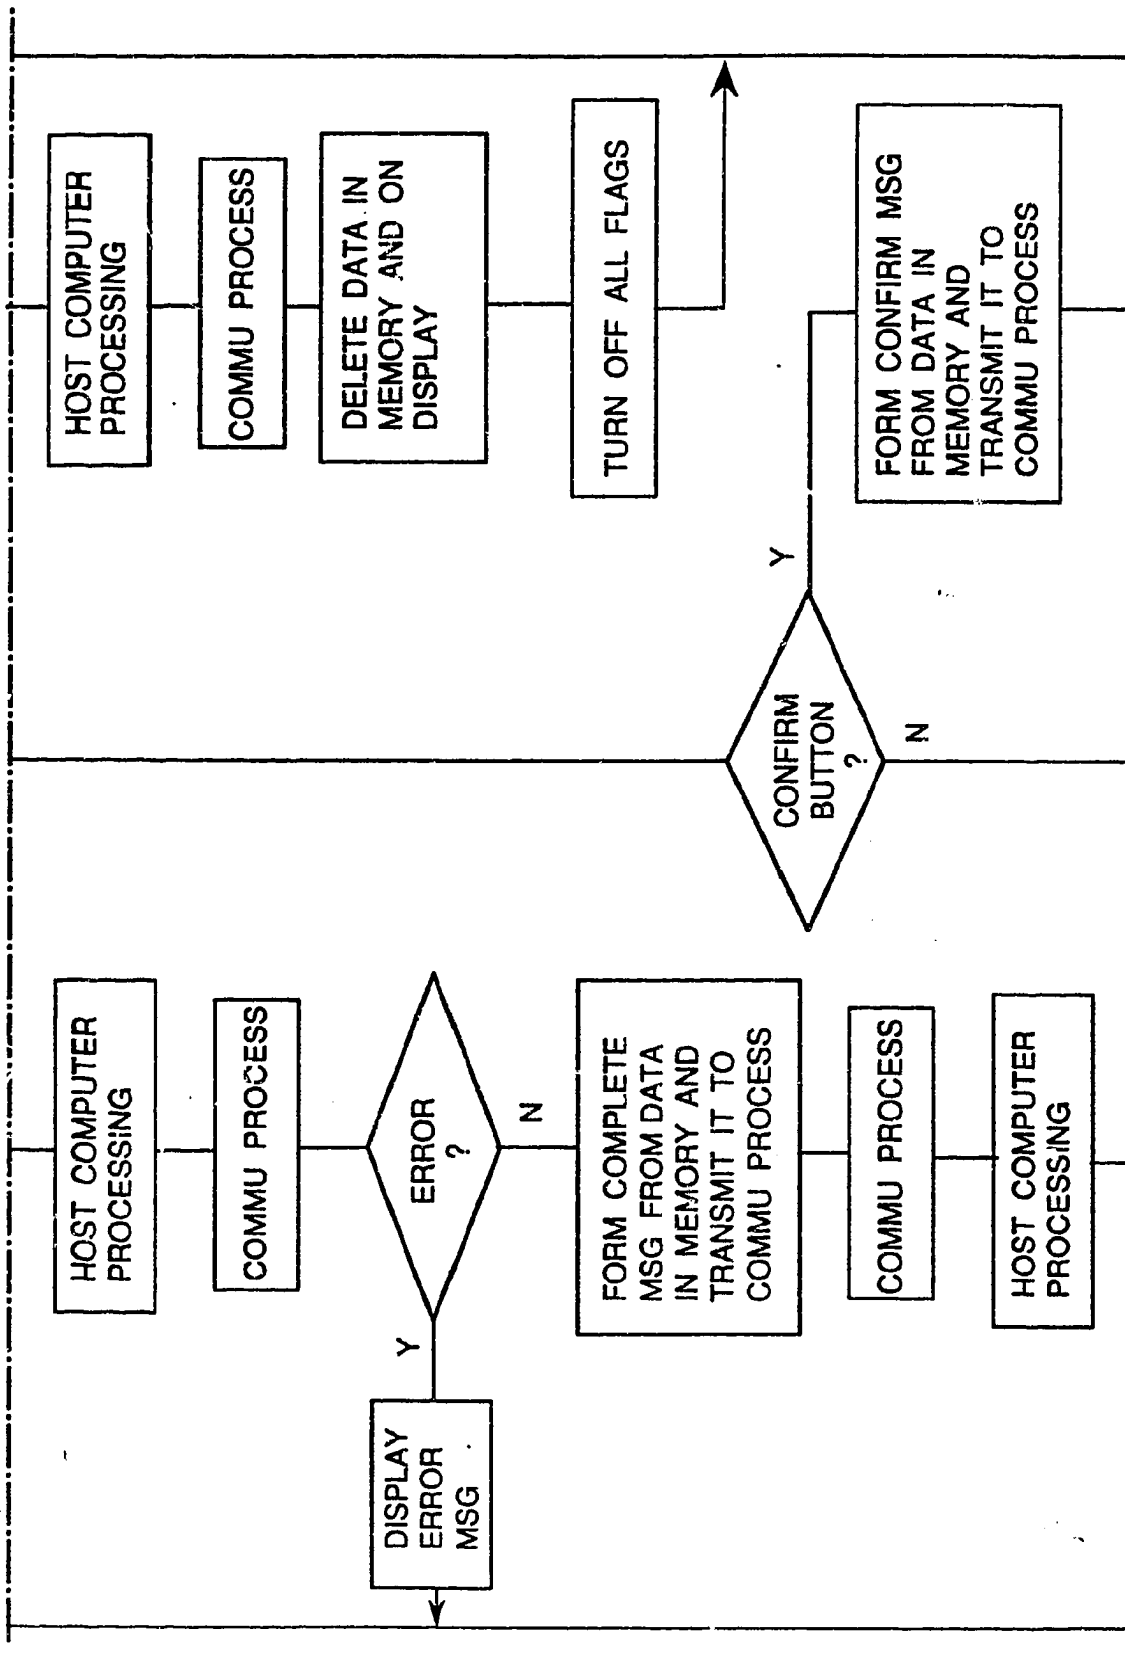 HOST COMPUTER
PROCESSING
COMMU PROCESS
ERROR
?
Y
N
DISPLAY
ERROR
MSG
FORM COMPLETE
MSG FROM DATA
IN MEMORY AND
TRANSMIT IT TO
COMMU PROCESS
COMMU PROCESS
HOST COMPUTER
PROCESSING
CONFIRM
BUTTON
?
Y
N
HOST COMPUTER
PROCESSING
COMMU PROCESS
DELETE DATA IN
MEMORY AND ON
DISPLAY
TURN OFF ALL FLAGS
FORM CONFIRM MSG
FROM DATA IN
MEMORY AND
TRANSMIT IT TO
COMMU PROCESS